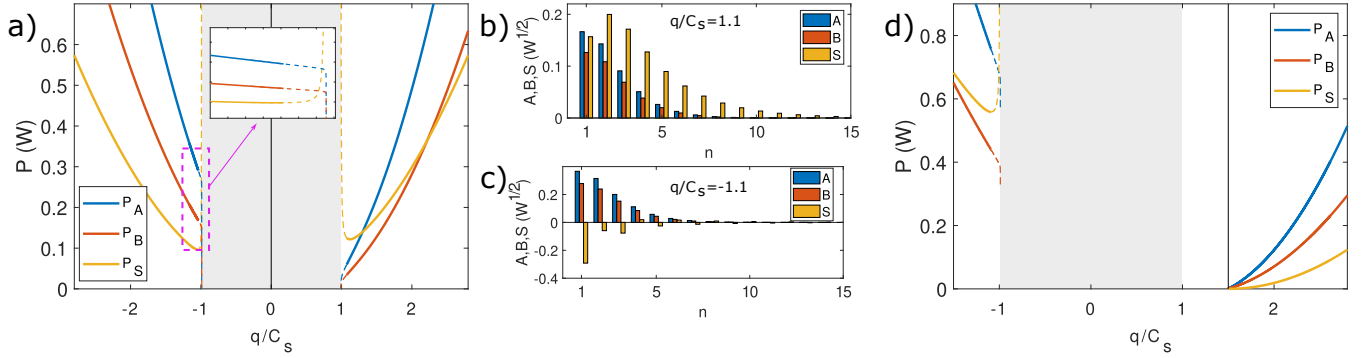 a)
0.6
0.5
0.4
0.3
0.2
0.1
0
P (W)
P_A
P_B
P_S
-2
-1
0
1
2
q/C_s
b)
0.2
0.1
0
A,B,S (W^1/2)
q/C_s=1.1
A
B
S
1
5
10
15
n
c)
0.2
0
-0.2
-0.4
A,B,S (W^1/2)
q/C_s=-1.1
A
B
S
1
5
10
15
n
d)
0.8
0.6
0.4
0.2
0
P (W)
P_A
P_B
P_S
-1
0
1
2
q/C_s